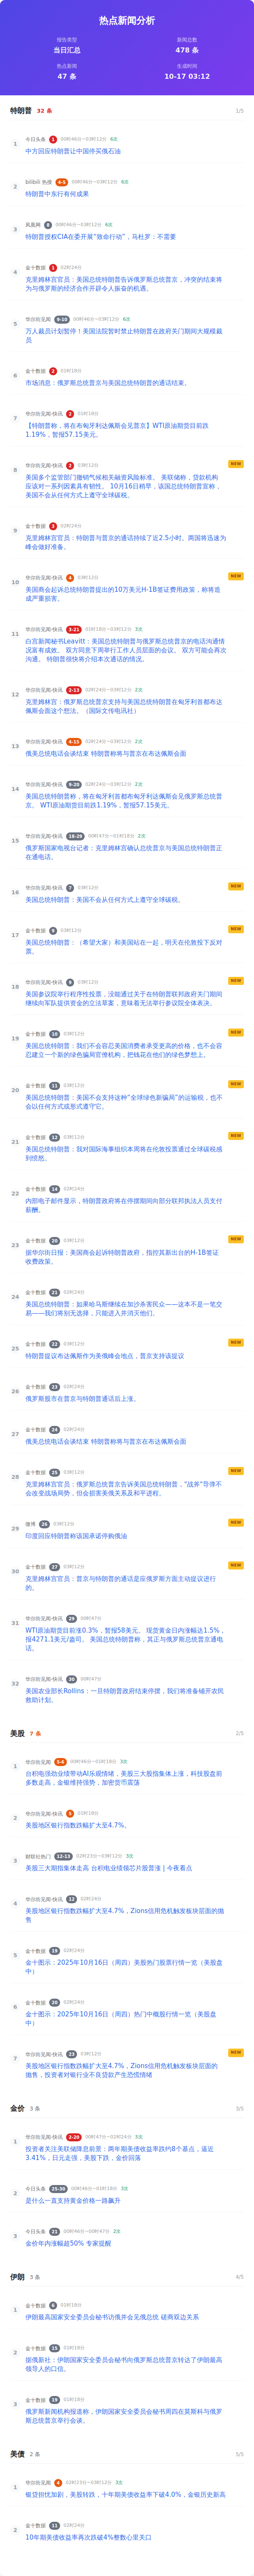 热点新闻分析
报告类型
新闻总数
当日汇总
478 条
热点新闻
生成时间
47 条
10-17 03:12
特朗普 32 条 1/5
1 今日头条 1 00时46分~03时12分 6次
中方回应特朗普让中国停买俄石油
2 bilibili 热搜 4-5 00时46分~03时12分 6次
特朗普中东行有何成果
3 凤凰网 8 00时46分~03时12分 6次
特朗普授权CIA在委开展“致命行动”，马杜罗：不需要
4 金十数据 1 02时24分
克里姆林宫官员：美国总统特朗普告诉俄罗斯总统普京，冲突的结束将
为与俄罗斯的经济合作开辟令人振奋的机遇。
5 华尔街见闻 9-10 00时46分~03时12分 6次
万人裁员计划暂停！美国法院暂时禁止特朗普在政府关门期间大规模裁
员
6 金十数据 2 01时18分
市场消息：俄罗斯总统普京与美国总统特朗普的通话结束。
7 华尔街见闻·快讯 2 01时18分
【特朗普称，将在布匈牙利达佩斯会见普京】WTI原油期货日前跌
1.19%，暂报57.15美元。
8 华尔街见闻·快讯 2 03时12分 NEW
美国多个监管部门撤销气候相关融资风险标准。 美联储称，贷款机构
应该对一系列因素具有韧性。 10月16日稍早，该国总统特朗普宣称，
美国不会从任何方式上遵守全球碳税。
9 金十数据 3 02时24分
克里姆林宫官员：特朗普与普京的通话持续了近2.5小时。两国将迅速为
峰会做好准备。
10 华尔街见闻·快讯 4 03时12分 NEW
美国商会起诉总统特朗普提出的10万美元H-1B签证费用政策，称将造
成严重损害。
11 华尔街见闻·快讯 3-21 01时18分~03时12分 3次
白宫新闻秘书Leavitt：美国总统特朗普与俄罗斯总统普京的电话沟通情
况富有成效。 双方同意下周举行工作人员层面的会议。 双方可能会再次
沟通。 特朗普很快将介绍本次通话的情况。
12 华尔街见闻·快讯 3-13 02时24分~03时12分 2次
克里姆林宫：俄罗斯总统普京支持与美国总统特朗普在匈牙利首都布达
佩斯会面这个想法。（国际文传电讯社）
13 华尔街见闻·快讯 4-15 02时24分~03时12分 2次
俄美总统电话会谈结束 特朗普称将与普京在布达佩斯会面
14 华尔街见闻·快讯 9-20 02时24分~03时12分 2次
美国总统特朗普称，将在匈牙利首都布达佩斯会见俄罗斯总统普
京。 WTI原油期货日前跌1.19%，暂报57.15美元。
15 华尔街见闻·快讯 18-29 00时47分~01时18分 2次
俄罗斯国家电视台记者：克里姆林宫确认总统普京与美国总统特朗普正
在通电话。
16 华尔街见闻·快讯 7 03时12分 NEW
美国总统特朗普：美国不会从任何方式上遵守全球碳税。
17 金十数据 9 03时12分 NEW
美国总统特朗普：（希望大家）和美国站在一起，明天在伦敦投下反对
票。
18 华尔街见闻·快讯 9 03时12分 NEW
美国参议院举行程序性投票，没能通过关于在特朗普联邦政府关门期间
继续向军队提供资金的立法草案，意味着无法举行参议院全体表决。
19 金十数据 10 03时12分 NEW
美国总统特朗普：我们不会容忍美国消费者承受更高的价格，也不会容
忍建立一个新的绿色骗局官僚机构，把钱花在他们的绿色梦想上。
20 金十数据 11 03时12分 NEW
美国总统特朗普：美国不会支持这种“全球绿色新骗局”的运输税，也不
会以任何方式或形式遵守它。
21 金十数据 12 03时12分 NEW
美国总统特朗普：我对国际海事组织本周将在伦敦投票通过全球碳税感
到愤怒。
22 金十数据 14 02时24分
内部电子邮件显示，特朗普政府将在停摆期间向部分联邦执法人员支付
薪酬。
23 金十数据 20 03时12分 NEW
据华尔街日报：美国商会起诉特朗普政府，指控其新出台的H-1B签证
收费政策。
24 金十数据 21 02时24分
美国总统特朗普：如果哈马斯继续在加沙杀害民众——这本不是一笔交
易——我们将别无选择，只能进入并消灭他们。
25 金十数据 22 03时12分 NEW
特朗普提议布达佩斯作为美俄峰会地点，普京支持该提议
26 金十数据 23 02时24分
俄罗斯股市在普京与特朗普通话后上涨。
27 金十数据 24 02时24分
俄美总统电话会谈结束 特朗普称将与普京在布达佩斯会面
28 金十数据 25 03时12分 NEW
克里姆林宫官员：俄罗斯总统普京告诉美国总统特朗普，“战斧”导弹不
会改变战场局势，但会损害美俄关系及和平进程。
29 微博 26 03时12分 NEW
印度回应特朗普称该国承诺停购俄油
30 金十数据 27 03时12分 NEW
克里姆林宫官员：普京与特朗普的通话是应俄罗斯方面主动提议进行
的。
31 华尔街见闻·快讯 29 00时47分
WTI原油期货日前涨0.3%，暂报58美元。 现货黄金日内涨幅达1.5%，
报4271.1美元/盎司。 美国总统特朗普称，其正与俄罗斯总统普京通电
话。
32 华尔街见闻·快讯 30 00时47分
美国农业部长Rollins：一旦特朗普政府结束停摆，我们将准备铺开农民
救助计划。
美股 7 条 2/5
1 华尔街见闻 5-6 00时46分~01时18分 3次
台积电强劲业绩带动AI乐观情绪，美股三大股指集体上涨，科技股盘前
多数走高，金银维持强势，加密货币震荡
2 华尔街见闻·快讯 5 01时18分
美股地区银行指数跌幅扩大至4.7%。
3 财联社热门 12-13 02时23分~03时12分 3次
美股三大期指集体走高 台积电业绩领芯片股普涨 | 今夜看点
4 华尔街见闻·快讯 12 02时24分
美股地区银行指数跌幅扩大至4.7%，Zions信用危机触发板块层面的抛
售
5 金十数据 19 02时24分
金十图示：2025年10月16日（周四）美股热门股票行情一览（美股盘
中）
6 金十数据 20 02时24分
金十图示：2025年10月16日（周四）热门中概股行情一览（美股盘
中）
7 华尔街见闻·快讯 23 03时12分 NEW
美股地区银行指数跌幅扩大至4.7%，Zions信用危机触发板块层面的
抛售，投资者对银行业不良贷款产生恐慌情绪
金价 3 条 3/5
1 华尔街见闻·快讯 2-20 00时47分~02时24分 3次
投资者关注美联储降息前景：两年期美债收益率跌约8个基点，逼近
3.41%，日元走强，美股下跌，金价回落
2 今日头条 25-30 00时46分~01时18分 3次
是什么一直支持黄金价格一路飙升
3 今日头条 21 00时46分~00时47分 2次
金价年内涨幅超50% 专家提醒
伊朗 3 条 4/5
1 金十数据 6 01时18分
伊朗最高国家安全委员会秘书访俄并会见俄总统 磋商双边关系
2 金十数据 15 01时18分
据俄新社：伊朗国家安全委员会秘书向俄罗斯总统普京转达了伊朗最高
领导人的口信。
3 金十数据 19 01时18分
俄罗斯新闻机构报道称，伊朗国家安全委员会秘书周四在莫斯科与俄罗
斯总统普京举行会谈。
美债 2 条 5/5
1 华尔街见闻 4 02时23分~03时12分 3次
银贷担忧加剧，美股转跌，十年期美债收益率下破4.0%，金银历史新高
2 金十数据 11 02时24分
10年期美债收益率再次跌破4%整数心里关口